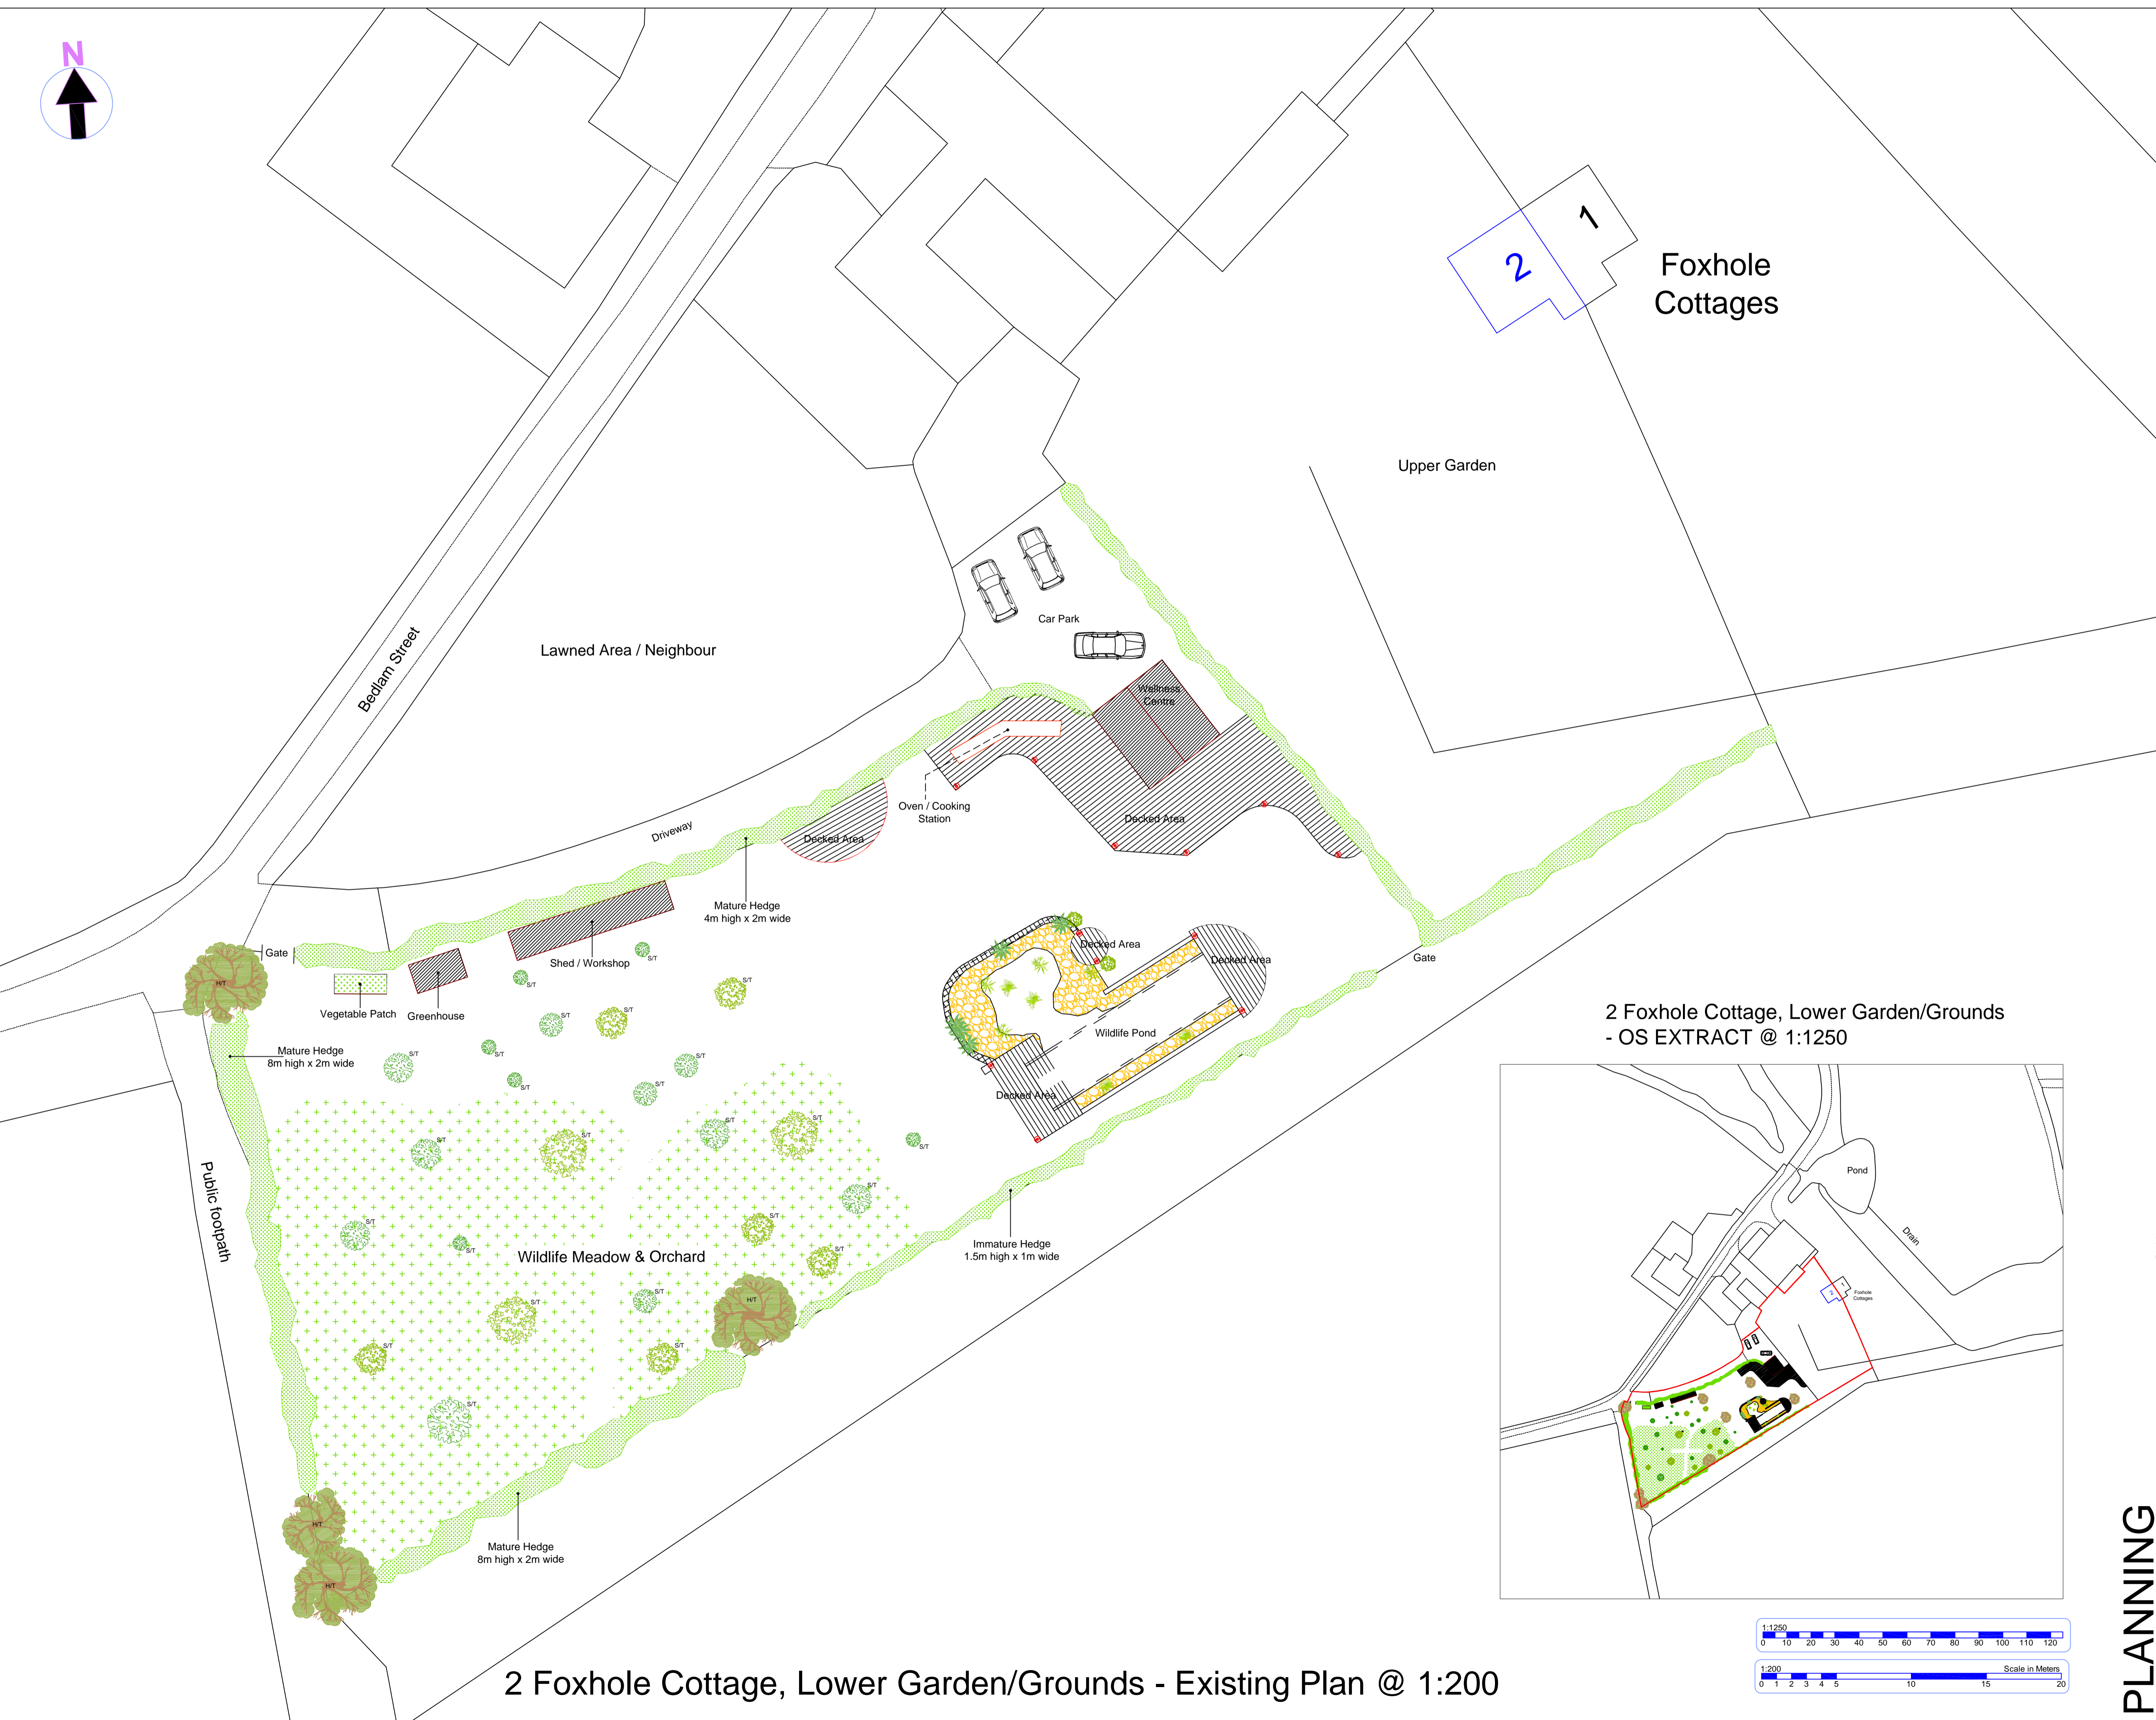 N
1
2
Foxhole
Cottages
Upper Garden
Car Park
Bedlam Street
Lawned Area / Neighbour
Wellness
Centre
Oven / Cooking
Station
Decked Area
Driveway
Decked Area
Mature Hedge
4m high x 2m wide
Gate
Shed / Workshop
S/T
Decked Area
Decked Area
Gate
H/T
S/T
S/T
Vegetable Patch
Greenhouse
S/T
S/T
Wildlife Pond
2 Foxhole Cottage, Lower Garden/Grounds
- OS EXTRACT @ 1:1250
Mature Hedge
8m high x 2m wide
S/T
S/T
S/T
S/T
S/T
Decked Area
S/T
S/T
S/T
S/T
S/T
S/T
Public footpath
S/T
S/T
S/T
S/T
Wildlife Meadow & Orchard
S/T
Immature Hedge
1.5m high x 1m wide
Pond
Drain
2
1
Foxhole
Cottages
S/T
S/T
H/T
S/T
S/T
S/T
H/T
Mature Hedge
8m high x 2m wide
H/T
2 Foxhole Cottage, Lower Garden/Grounds - Existing Plan @ 1:200
1:1250
0 10 20 30 40 50 60 70 80 90 100 110 120
1:200 Scale in Meters
0 1 2 3 4 5 10 15 20
PLANNING